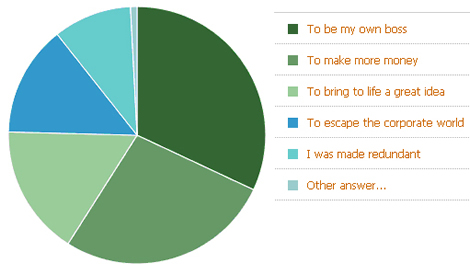 To be my own boss
To make more money
To bring to life a great idea
To escape the corporate world
I was made redundant
Other answer...